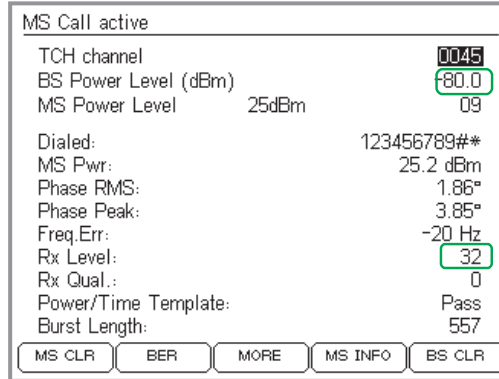 MS Call active
TCH channel 0045
BS Power Level (dBm) -80.0
MS Power Level 25dBm 09
Dialed: 123456789#*
MS Pwr: 25.2 dBm
Phase RMS: 1.86°
Phase Peak: 3.85°
Freq.Err: -20 Hz
Rx Level: 32
Rx Qual.: 0
Power/Time Template: Pass
Burst Length: 557
MS CLR BER MORE MS INFO BS CLR